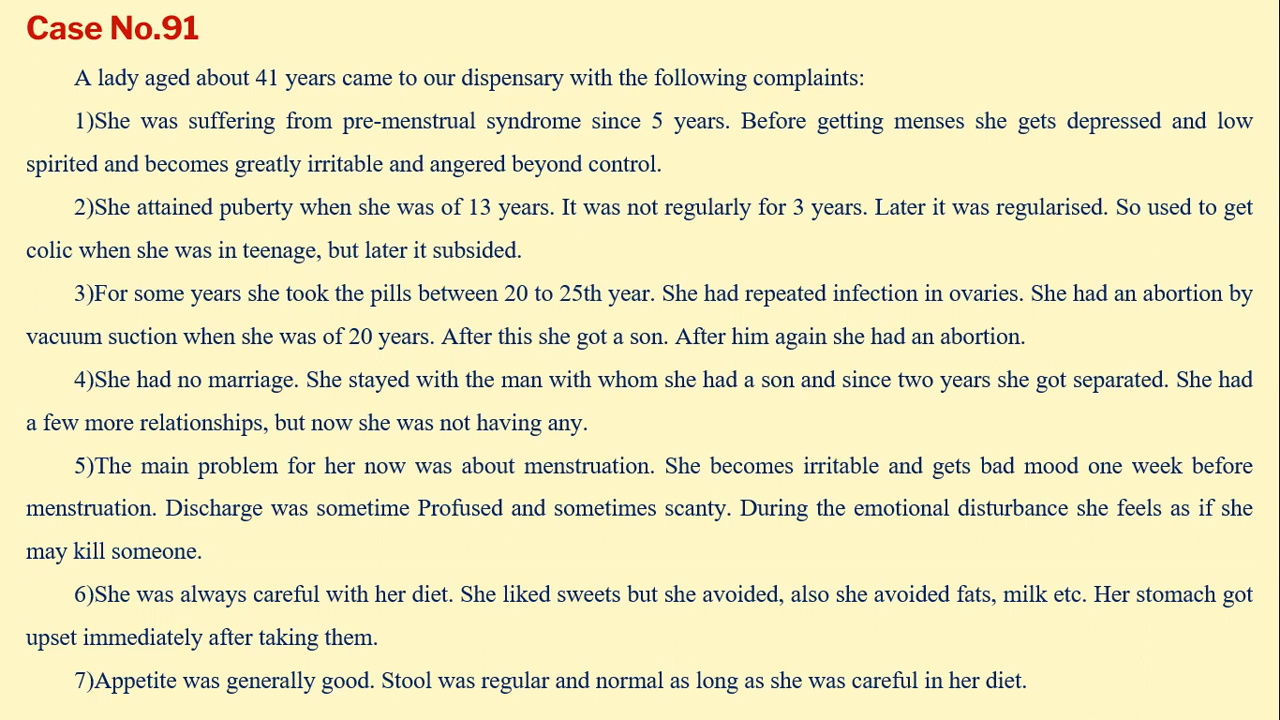 Case No.91
A lady aged about 41 years came to our dispensary with the following complaints:
1)She was suffering from pre-menstrual syndrome since 5 years. Before getting menses she gets depressed and low
spirited and becomes greatly irritable and angered beyond control.
2)She attained puberty when she was of 13 years. It was not regularly for 3 years. Later it was regularised. So used to get
colic when she was in teenage, but later it subsided.
3)For some years she took the pills between 20 to 25th year. She had repeated infection in ovaries. She had an abortion by
vacuum suction when she was of 20 years. After this she got a son. After him again she had an abortion.
4)She had no marriage. She stayed with the man with whom she had a son and since two years she got separated. She had
a few more relationships, but now she was not having any.
5)The main problem for her now was about menstruation. She becomes irritable and gets bad mood one week before
menstruation. Discharge was sometime Profused and sometimes scanty. During the emotional disturbance she feels as if she
may kill someone.
6)She was always careful with her diet. She liked sweets but she avoided, also she avoided fats, milk etc. Her stomach got
upset immediately after taking them.
7)Appetite was generally good. Stool was regular and normal as long as she was careful in her diet.